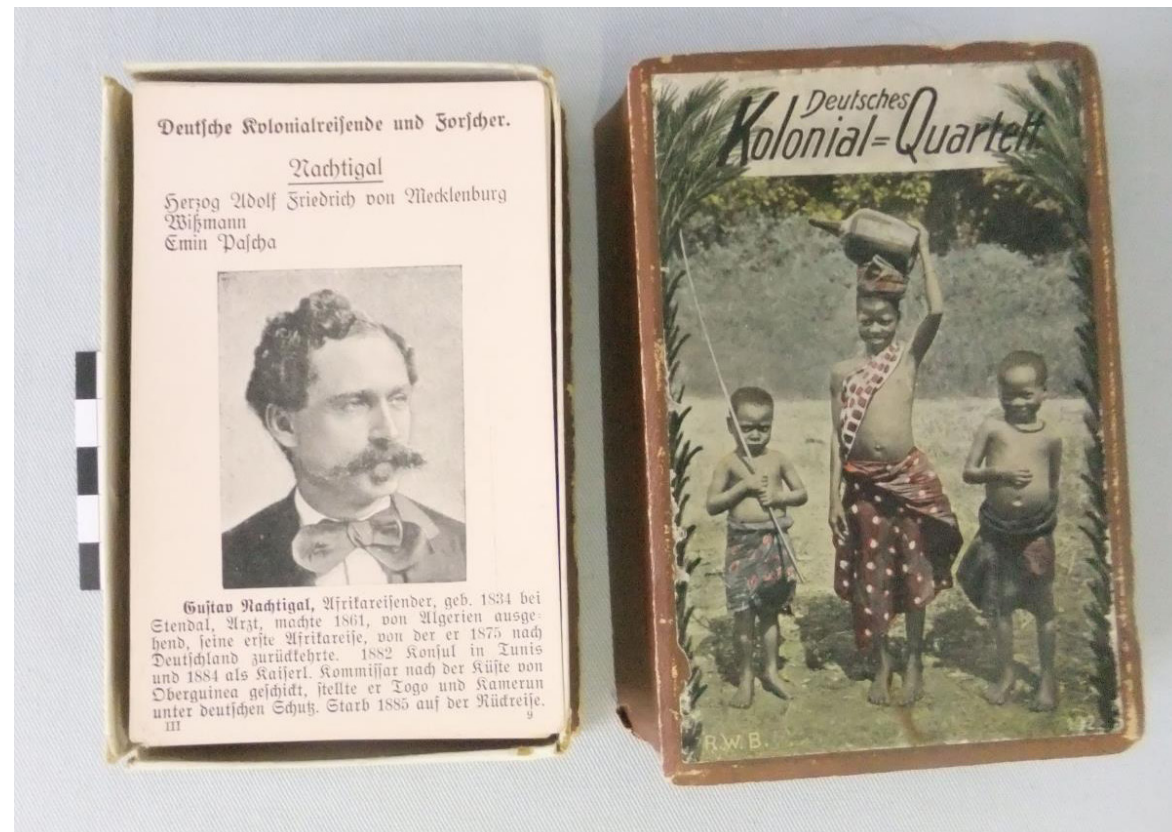 Deutsche Kolonialreisende und Forscher.
Nachtigal
Herzog Adolf Friedrich von Mecklenburg
Wißmann
Emin Pascha
Gustav Nachtigal, Afrikareisender, geb. 1834 bei
Stendal, Arzt, machte 1861, von Algerien ausge-
hend, seine erste Afrikareise, von der er 1875 nach
Deutschland zurückkehrte. 1882 Konsul in Tunis
und 1884 als Kaiserl. Kommissar nach der Küste von
Oberguinea geschickt, stellte er Togo und Kamerun
unter deutschen Schutz. Starb 1885 auf der Rückreise.
III 9
Deutsches
Kolonial=Quartett.
R.W.B.